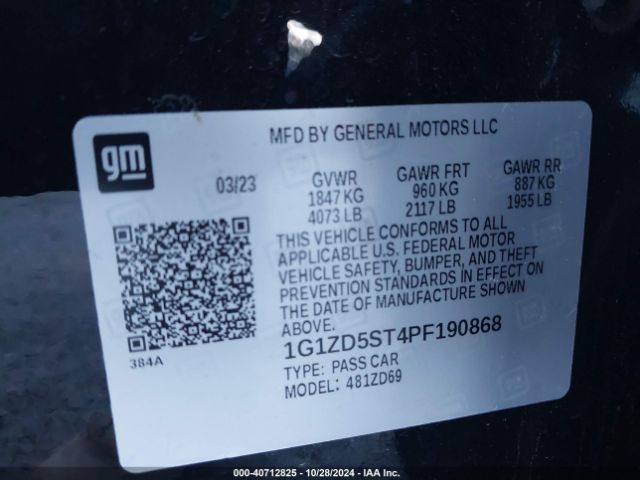 gm
MFD BY GENERAL MOTORS LLC
03/23
GVWR GAWR FRT GAWR RR
1847 KG 960 KG 887 KG
4073 LB 2117 LB 1955 LB
THIS VEHICLE CONFORMS TO ALL
APPLICABLE U.S. FEDERAL MOTOR
VEHICLE SAFETY, BUMPER, AND THEFT
PREVENTION STANDARDS IN EFFECT ON
THE DATE OF MANUFACTURE SHOWN
ABOVE.
1G1ZD5ST4PF190868
TYPE: PASS CAR
MODEL: 481ZD69
384A
000-40712825 - 10/28/2024 - IAA Inc.